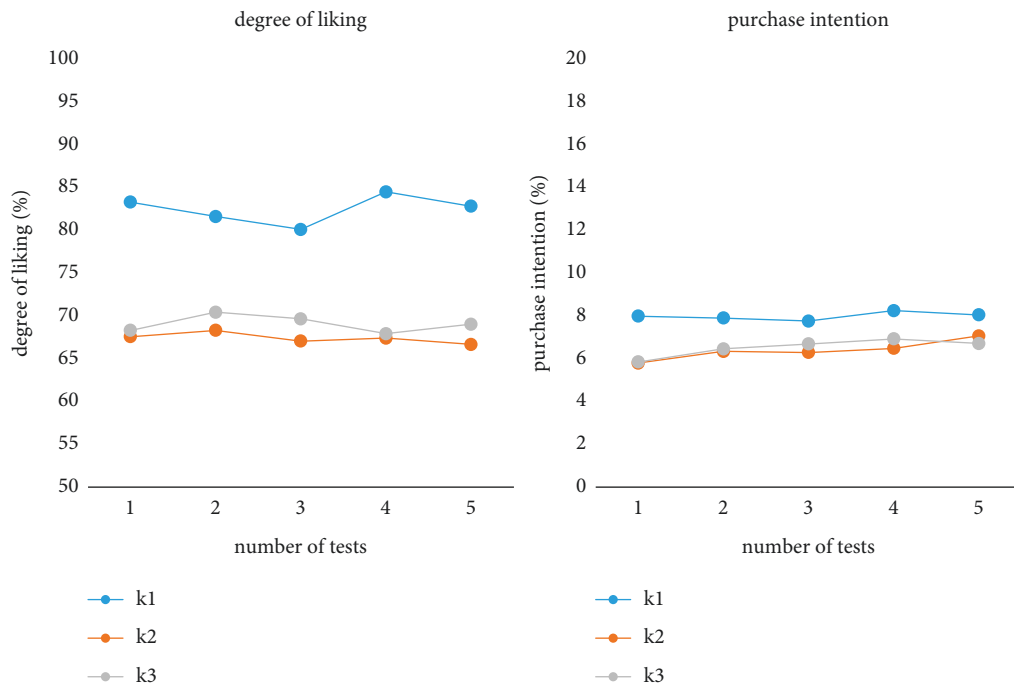 degree of liking
100
95
90
85
80
75
70
65
60
55
50
degree of liking (%)
1 2 3 4 5
number of tests
k1
k2
k3
purchase intention
20
18
16
14
12
10
8
6
4
2
0
purchase intention (%)
1 2 3 4 5
number of tests
k1
k2
k3